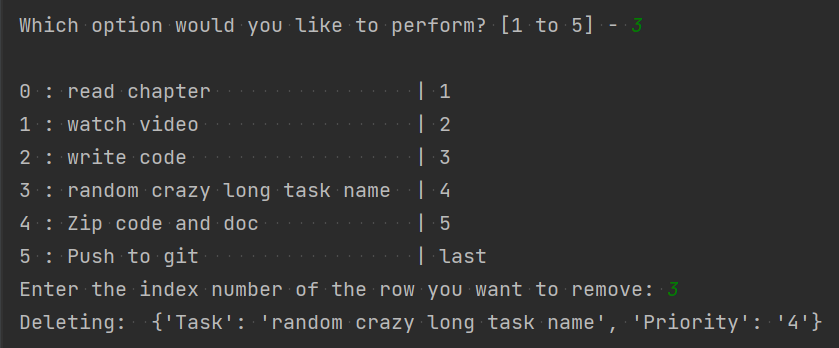 Which option would you like to perform? [1 to 5] - 3
0 : read chapter                 | 1
1 : watch video                  | 2
2 : write code                   | 3
3 : random crazy long task name  | 4
4 : Zip code and doc             | 5
5 : Push to git                  | last
Enter the index number of the row you want to remove: 3
Deleting:  {'Task': 'random crazy long task name', 'Priority': '4'}